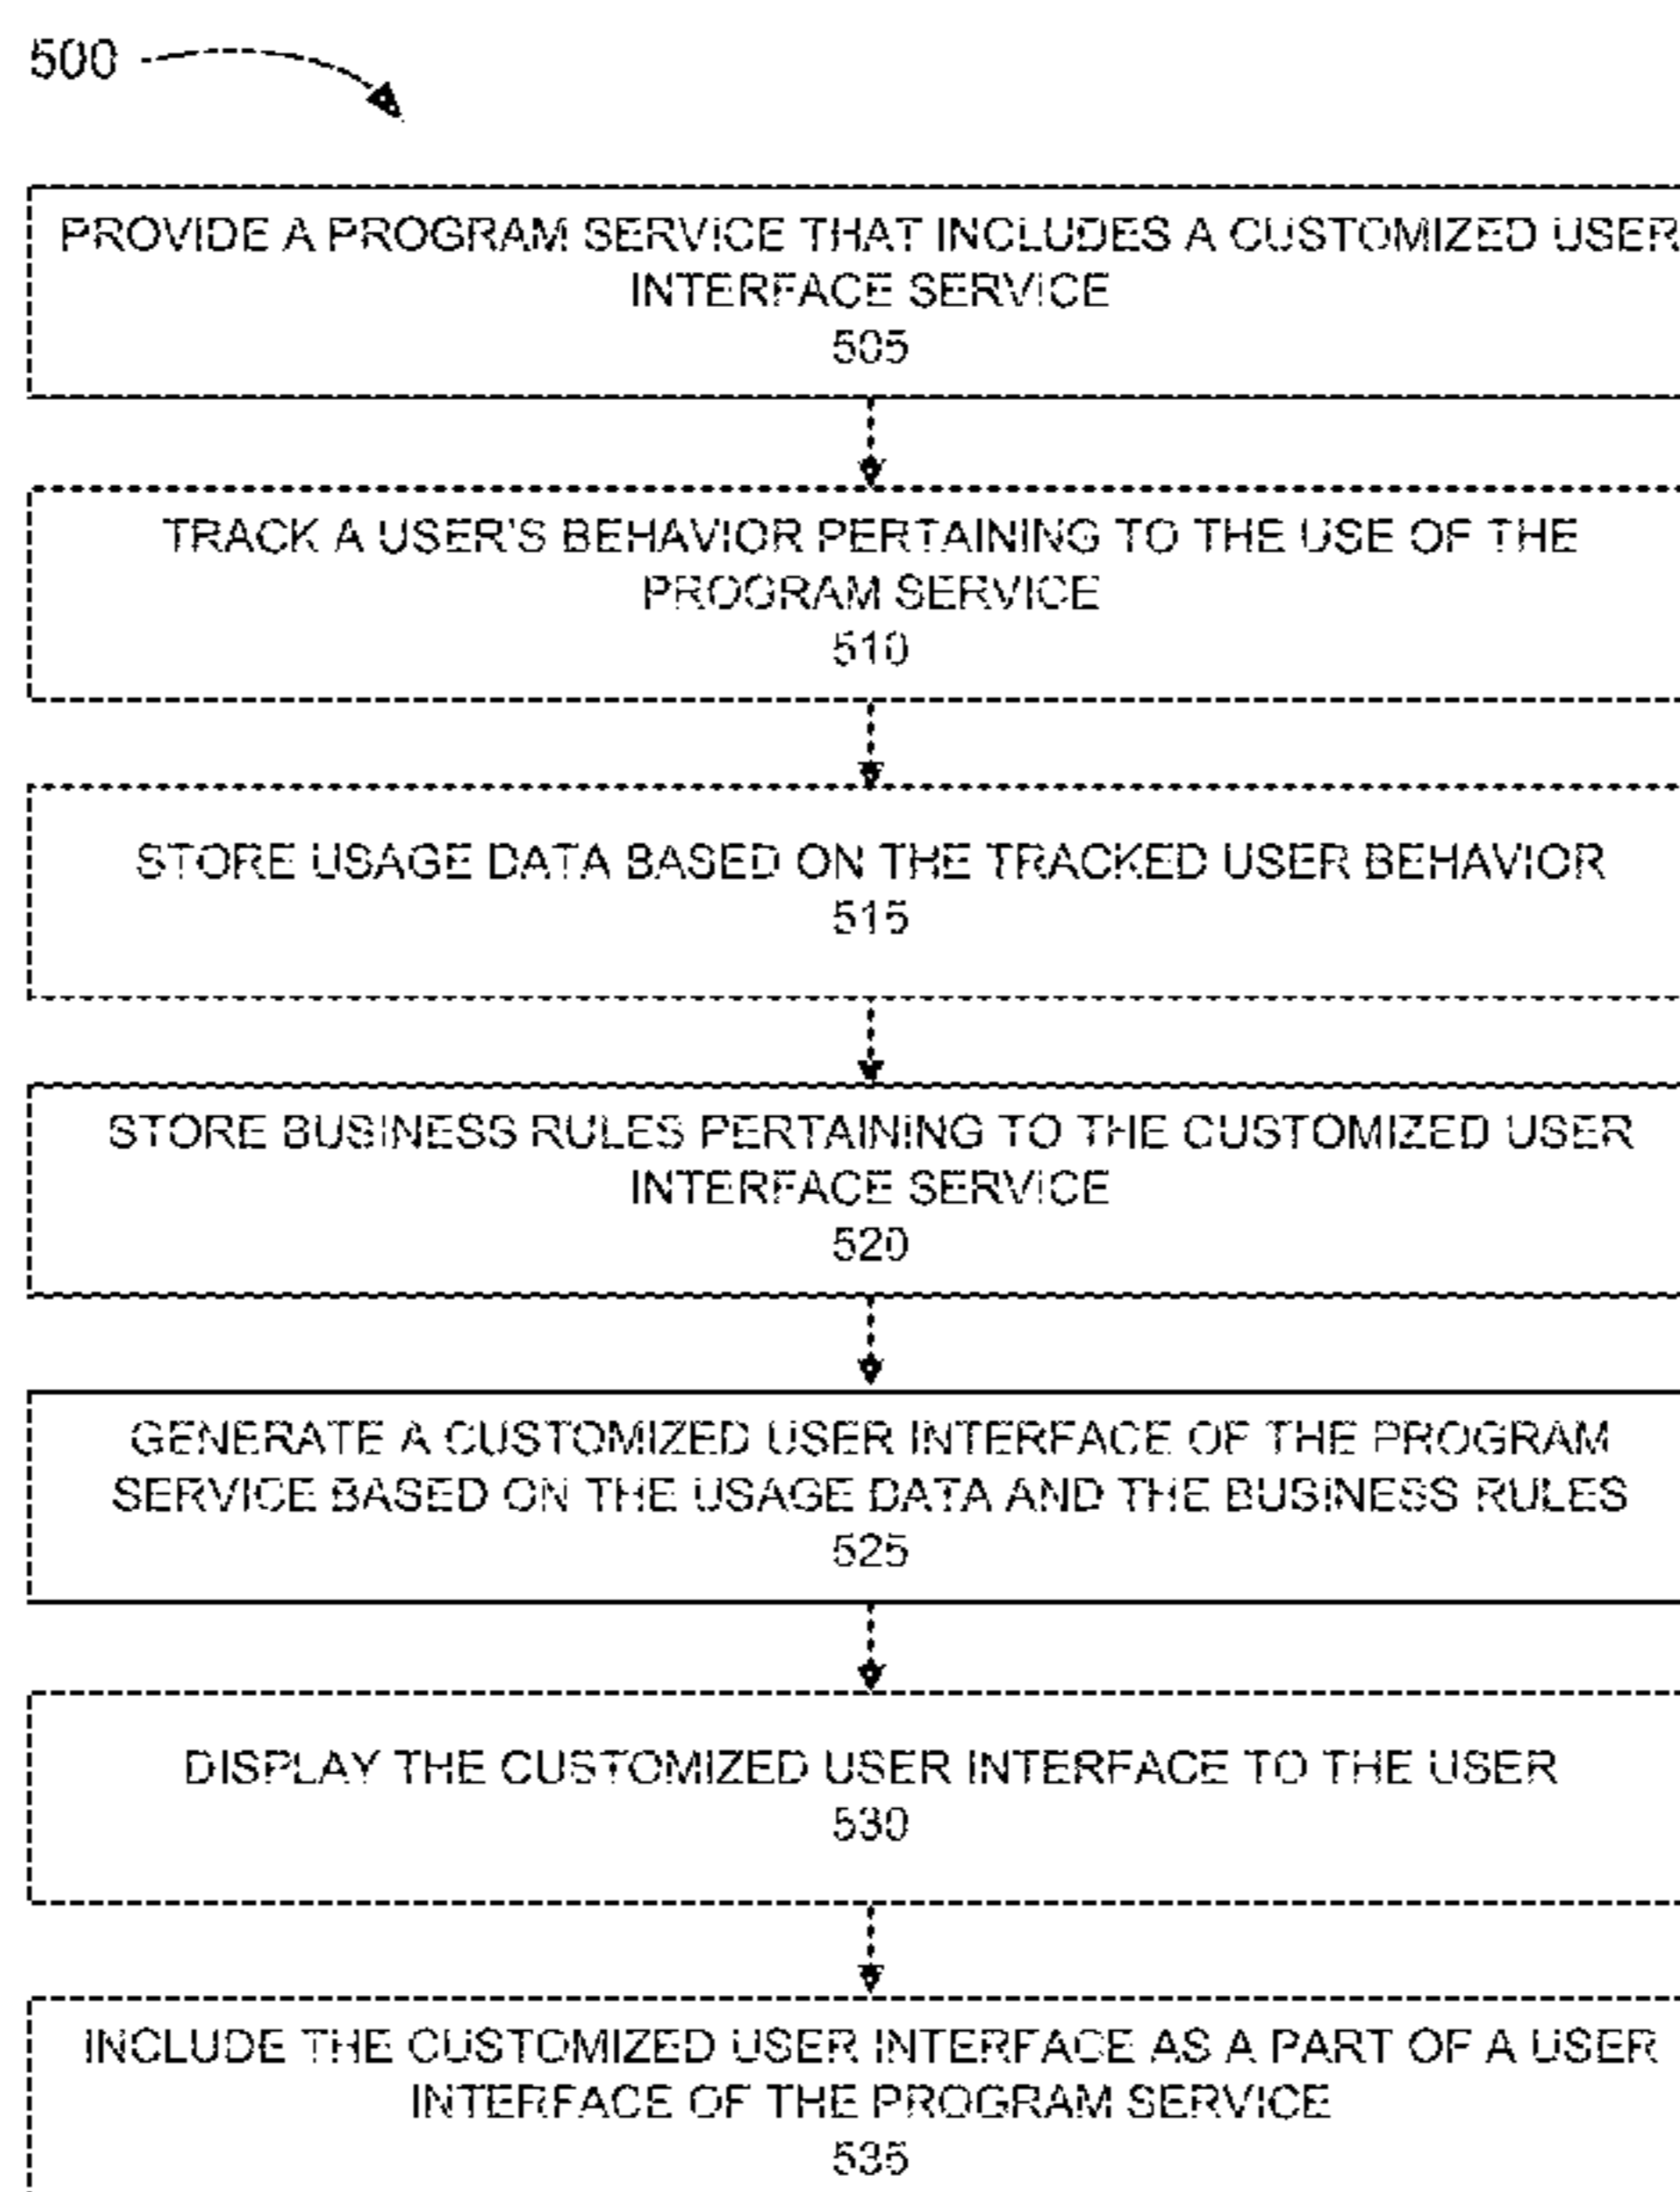 500
PROVIDE A PROGRAM SERVICE THAT INCLUDES A CUSTOMIZED USER
INTERFACE SERVICE
505
TRACK A USER'S BEHAVIOR PERTAINING TO THE USE OF THE
PROGRAM SERVICE
510
STORE USAGE DATA BASED ON THE TRACKED USER BEHAVIOR
515
STORE BUSINESS RULES PERTAINING TO THE CUSTOMIZED USER
INTERFACE SERVICE
520
GENERATE A CUSTOMIZED USER INTERFACE OF THE PROGRAM
SERVICE BASED ON THE USAGE DATA AND THE BUSINESS RULES
525
DISPLAY THE CUSTOMIZED USER INTERFACE TO THE USER
530
INCLUDE THE CUSTOMIZED USER INTERFACE AS A PART OF A USER
INTERFACE OF THE PROGRAM SERVICE
535